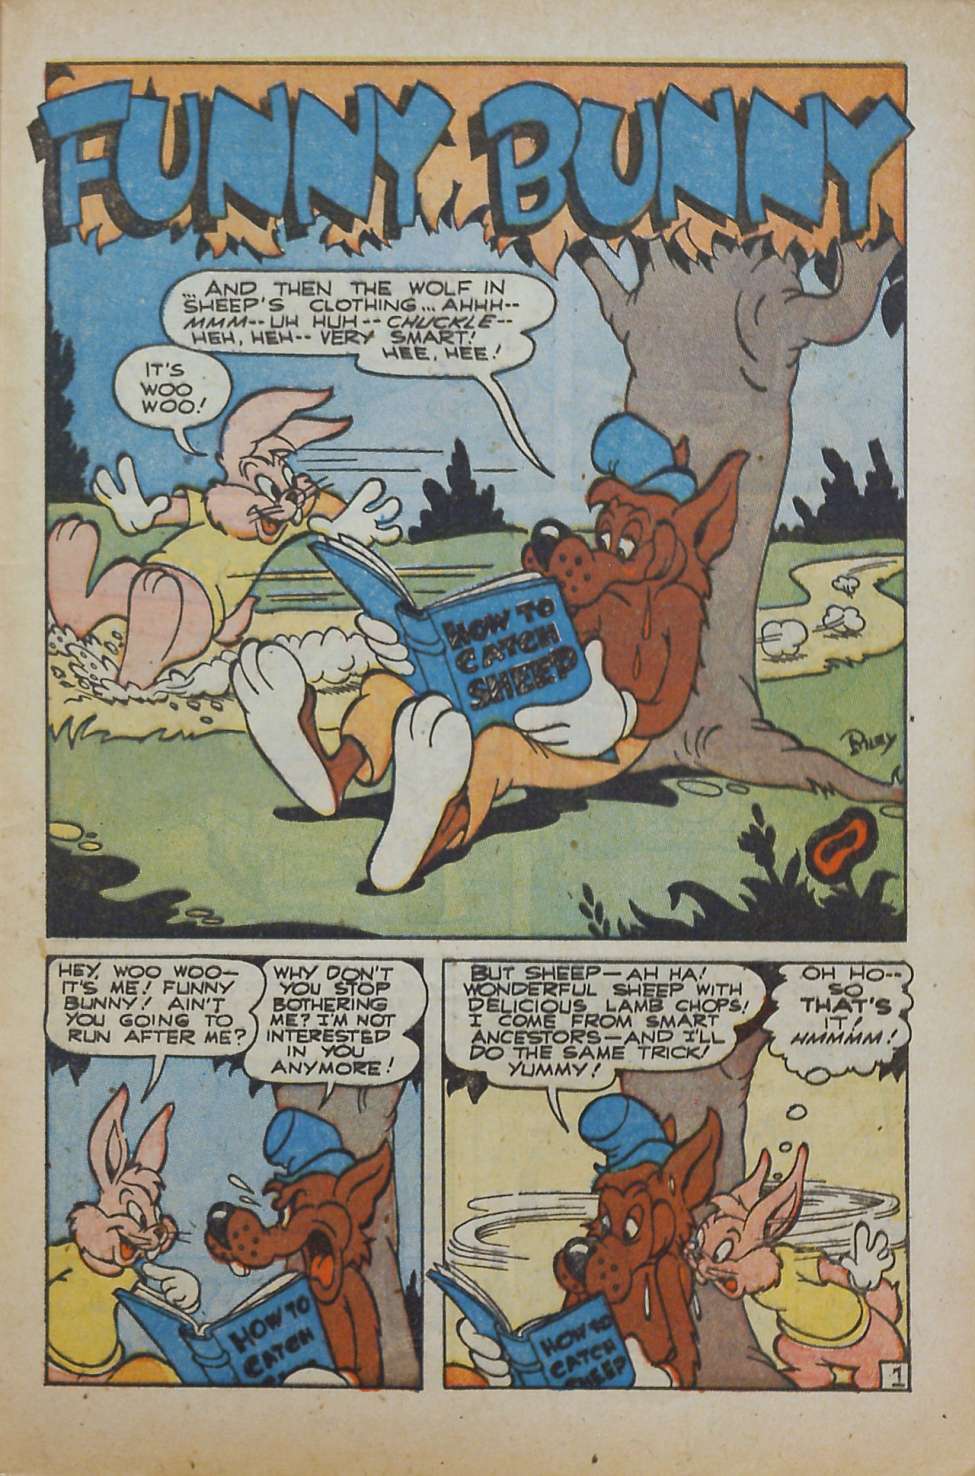 FUNNY BUNNY
...AND THEN THE WOLF IN
SHEEP'S CLOTHING...AHHH--
MMM--UH HUH--CHUCKLE--
HEH, HEH--VERY SMART!
HEE, HEE!
IT'S
WOO
WOO!
HOW TO
CATCH
SHEEP
HEY, WOO WOO—
IT'S ME! FUNNY
BUNNY! AIN'T
YOU GOING TO
RUN AFTER ME?
WHY DON'T
YOU STOP
BOTHERING
ME? I'M NOT
INTERESTED
IN YOU
ANYMORE!
HOW TO
CATCH
BUT SHEEP—AH HA!
WONDERFUL SHEEP WITH
DELICIOUS LAMB CHOPS!
I COME FROM SMART
ANCESTORS—AND I'LL
DO THE SAME TRICK!
YUMMY!
OH HO--
SO
THAT'S
IT!
HMMMM!
HOW TO
CATCH
SHEEP
1